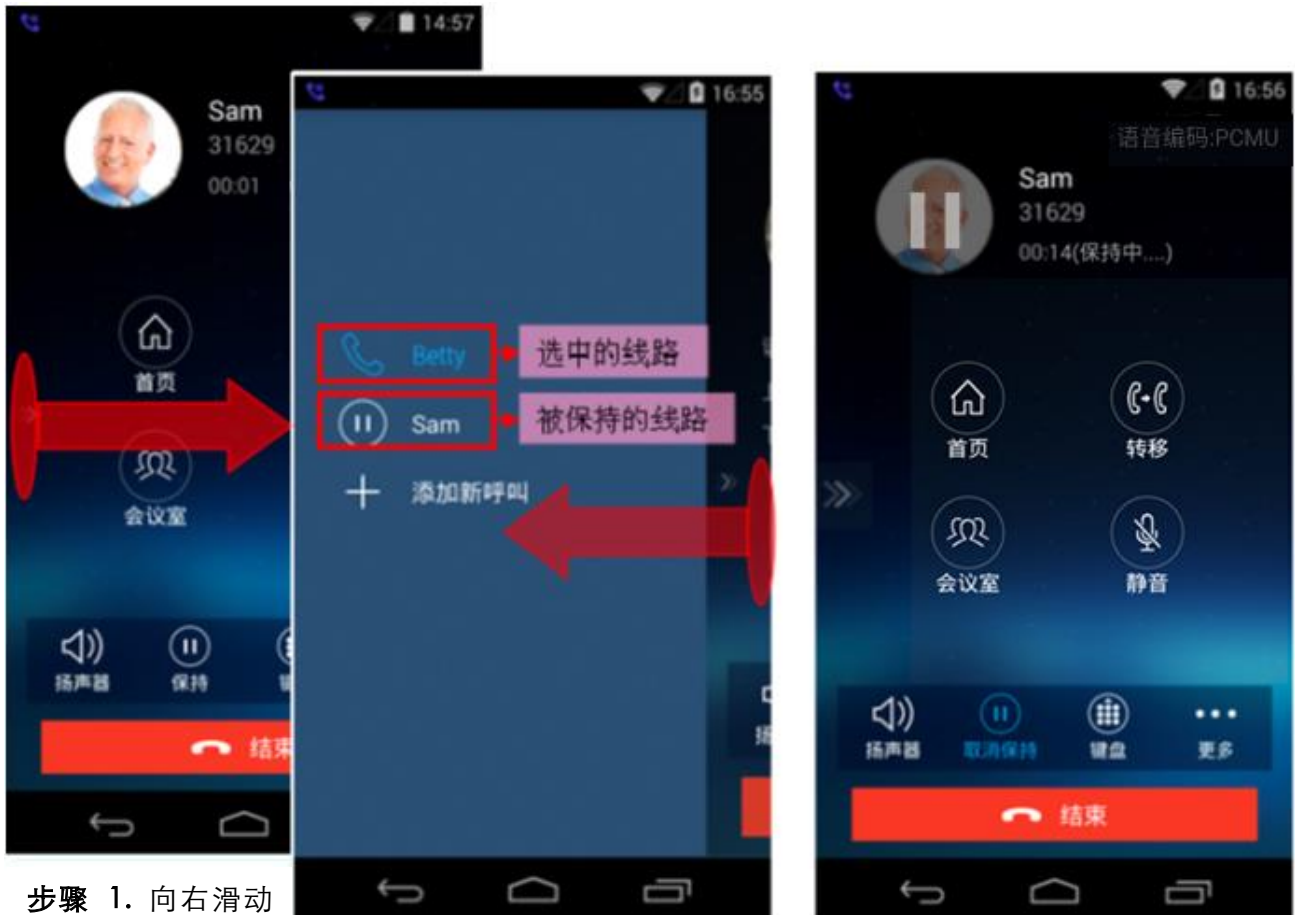 14:57
Sam
31629
00:01
首页
会议室
扬声器
保持
结束
步骤 1. 向右滑动
16:55
Betty
选中的线路
Sam
被保持的线路
添加新呼叫
16:56
语音编码:PCMU
Sam
31629
00:14(保持中....)
首页
转移
会议室
静音
扬声器
取消保持
键盘
更多
结束